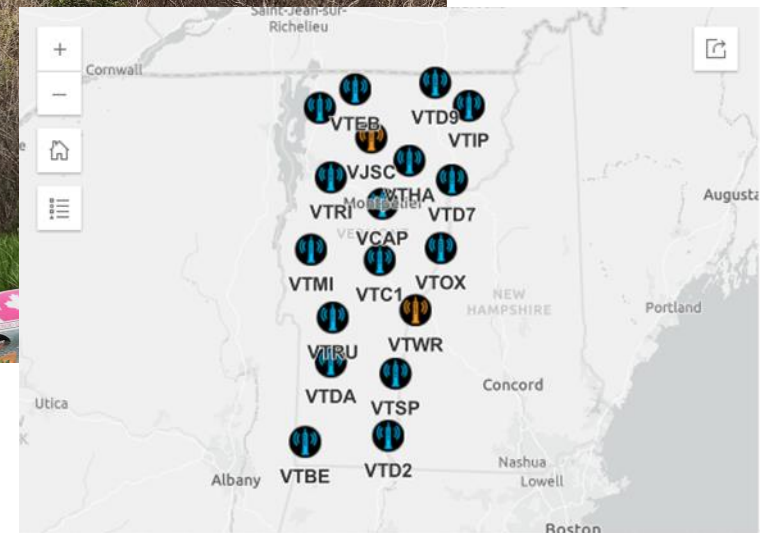 Saint-Jean-sur-
Richelieu
Cornwall
VTEB
VTD9
VTIP
VJSC
VTHA
VTRI
Montpelier
VTD7
Augusta
VERMONT
VCAP
VTMI
VTC1
VTOX
NEW
HAMPSHIRE
Portland
VTRU
VTWR
VTDA
VTSP
Concord
Utica
VTBE
VTD2
Albany
Nashua
Lowell
Boston